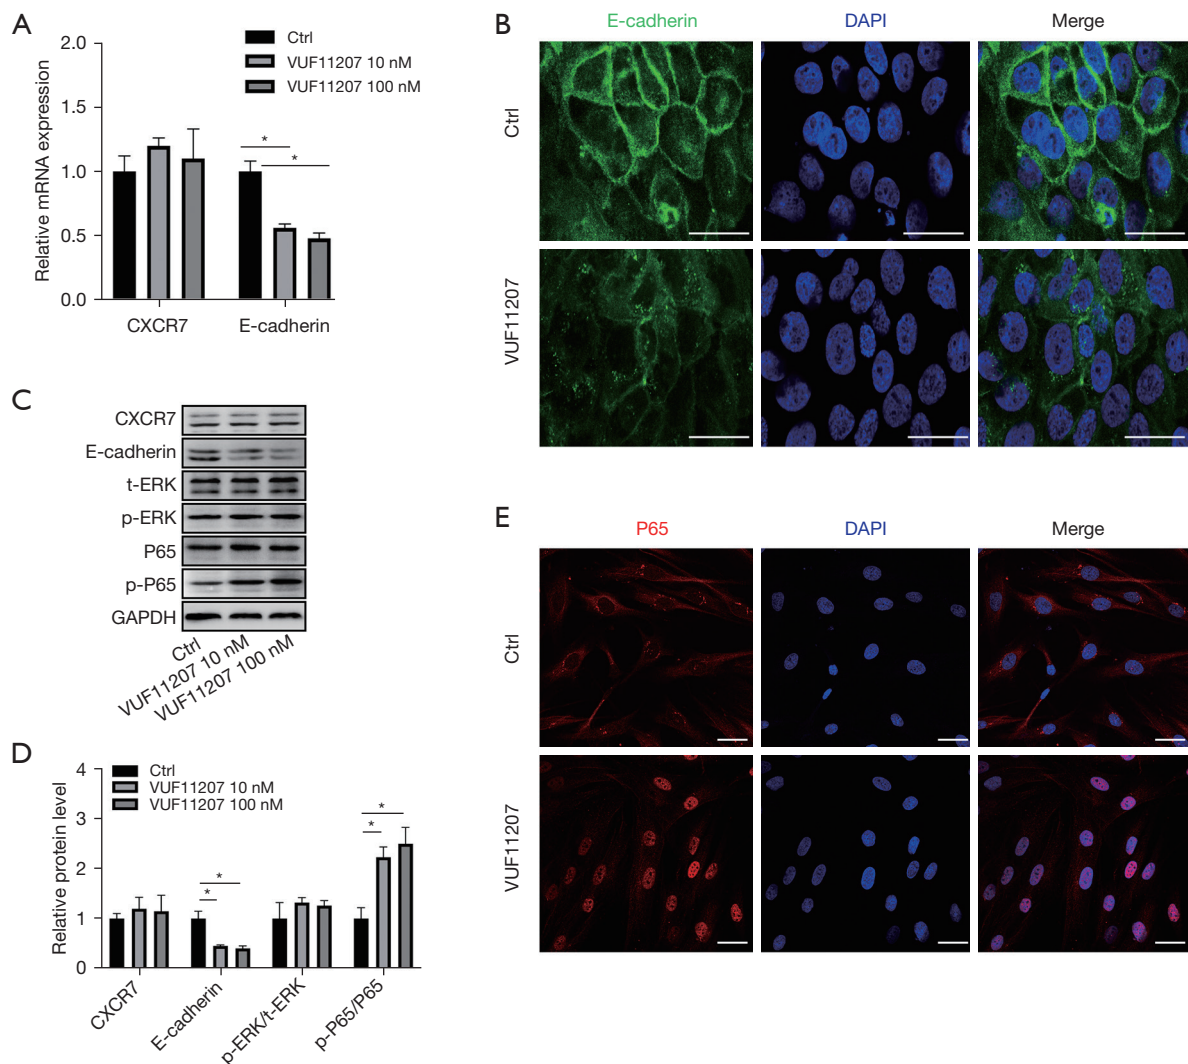 A
2.0
1.5
1.0
0.5
0.0
Relative mRNA expression
Ctrl
VUF11207 10 nM
VUF11207 100 nM
*
*
CXCR7
E-cadherin
B
E-cadherin
DAPI
Merge
Ctrl
VUF11207
C
CXCR7
E-cadherin
t-ERK
p-ERK
P65
p-P65
GAPDH
Ctrl
VUF11207 10 nM
VUF11207 100 nM
D
4
3
2
1
0
Relative protein level
Ctrl
VUF11207 10 nM
VUF11207 100 nM
*
*
*
*
CXCR7
E-cadherin
p-ERK/t-ERK
p-P65/P65
E
P65
DAPI
Merge
Ctrl
VUF11207